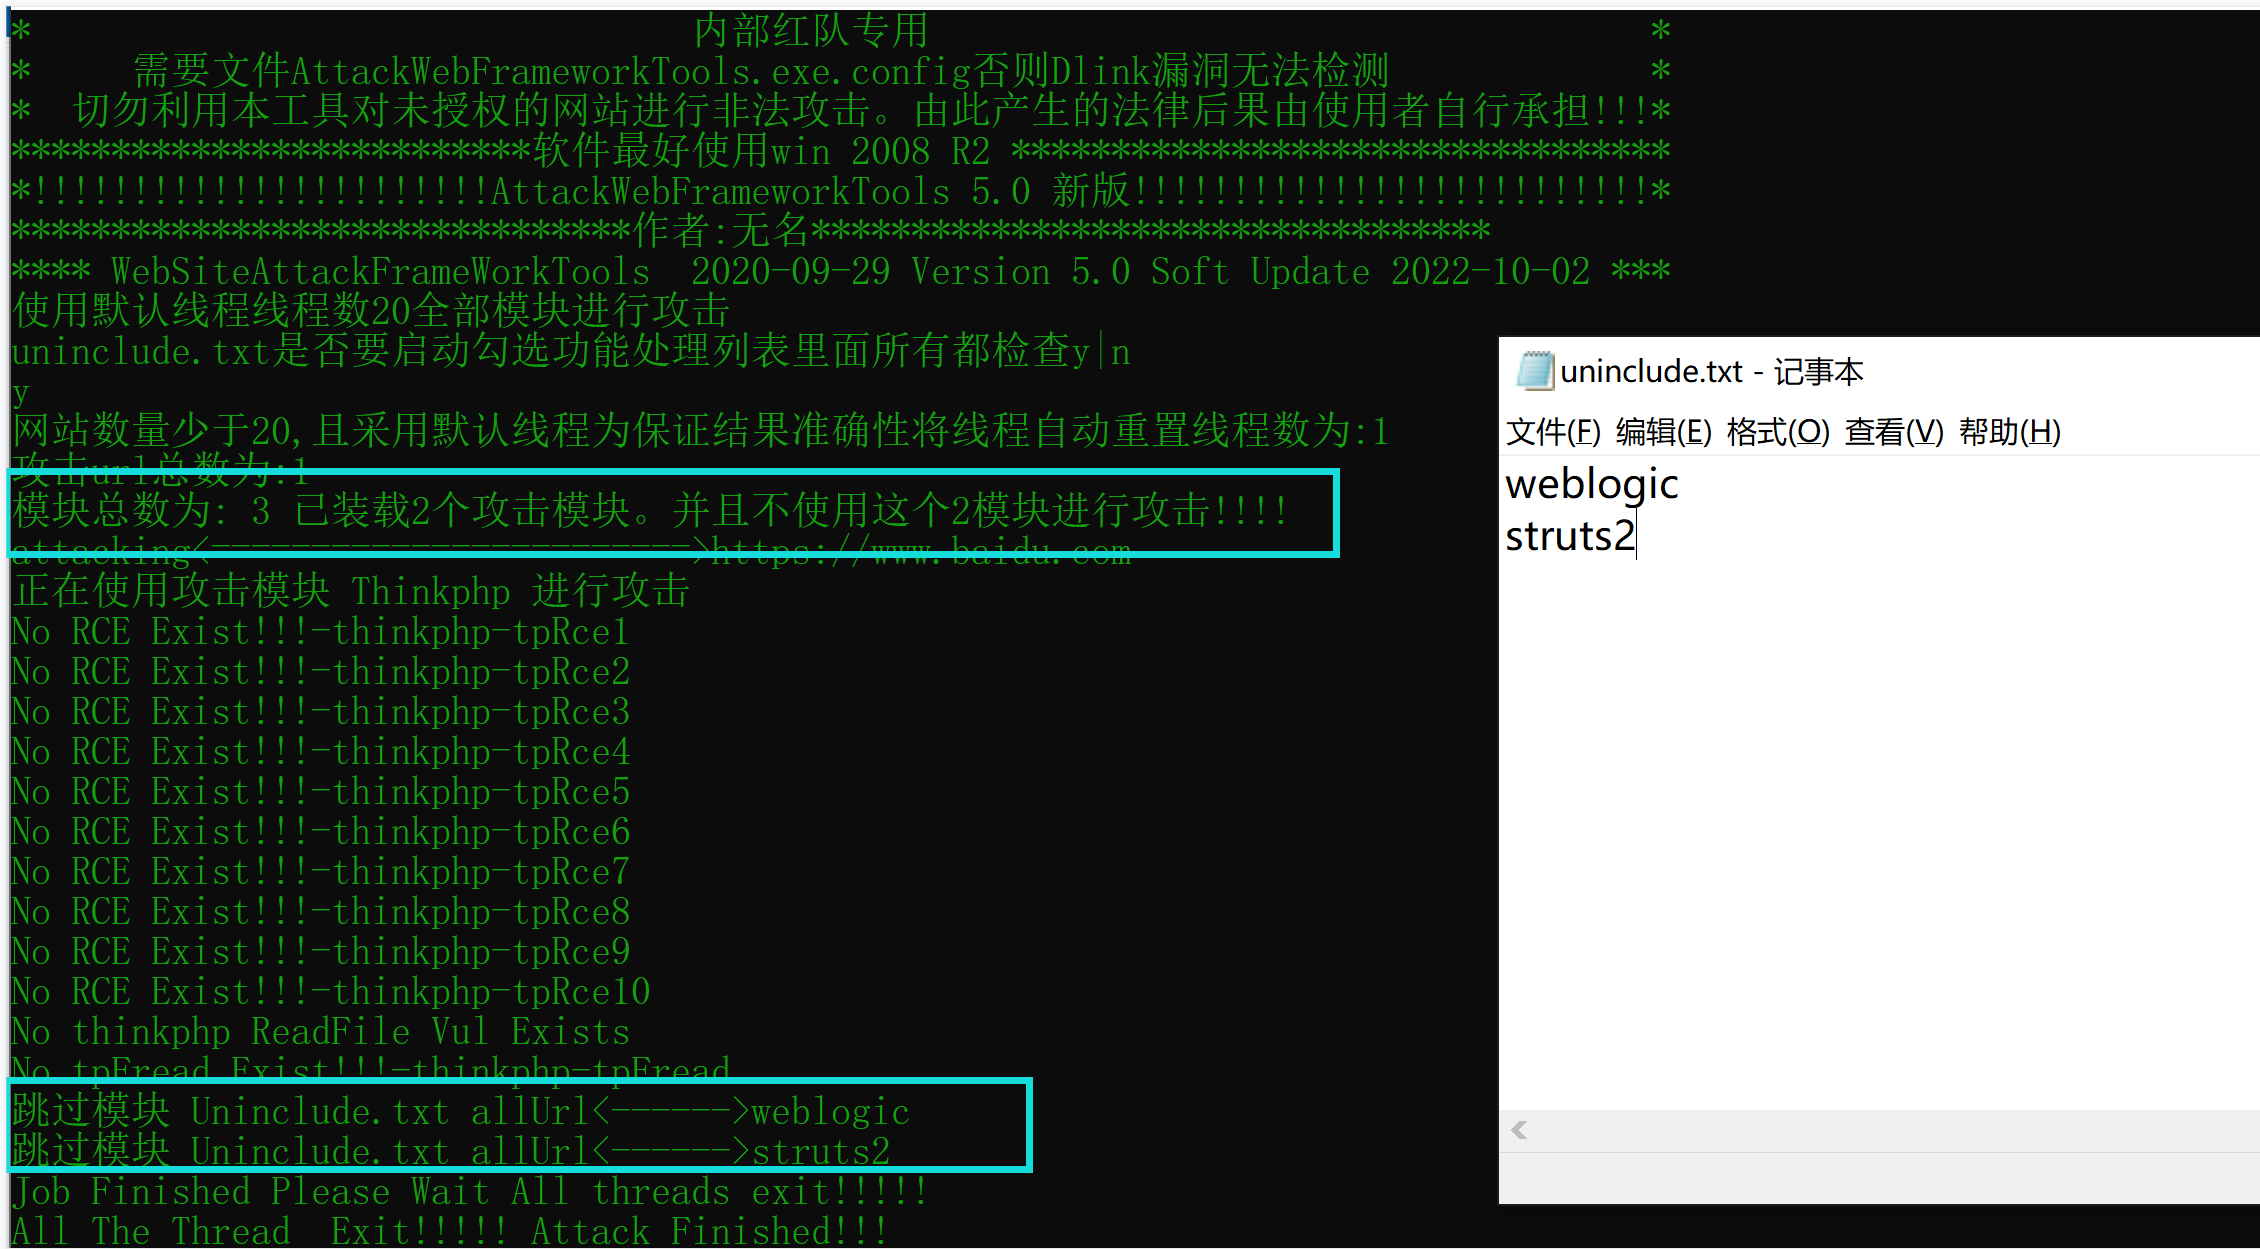 * 内部红队专用 *
* 需要文件AttackWebFrameworkTools.exe.config否则Dlink漏洞无法检测 *
* 切勿利用本工具对未授权的网站进行非法攻击。由此产生的法律后果由使用者自行承担!!!*
**************************软件最好使用win 2008 R2 *********************************
*!!!!!!!!!!!!!!!!!!!!!!!AttackWebFrameworkTools 5.0 新版!!!!!!!!!!!!!!!!!!!!!!!!!!*
*******************************作者:无名**********************************
**** WebSiteAttackFrameWorkTools  2020-09-29 Version 5.0 Soft Update 2022-10-02 ***
使用默认线程线程数20全部模块进行攻击
uninclude.txt是否要启动勾选功能处理列表里面所有都检查y|n
y
网站数量少于20,且采用默认线程为保证结果准确性将线程自动重置线程数为:1
攻击url总数为:1
模块总数为: 3 已装载2个攻击模块。并且不使用这个2模块进行攻击!!!!
attacking<------------------------>https://www.baidu.com
正在使用攻击模块 Thinkphp 进行攻击
No RCE Exist!!!-thinkphp-tpRce1
No RCE Exist!!!-thinkphp-tpRce2
No RCE Exist!!!-thinkphp-tpRce3
No RCE Exist!!!-thinkphp-tpRce4
No RCE Exist!!!-thinkphp-tpRce5
No RCE Exist!!!-thinkphp-tpRce6
No RCE Exist!!!-thinkphp-tpRce7
No RCE Exist!!!-thinkphp-tpRce8
No RCE Exist!!!-thinkphp-tpRce9
No RCE Exist!!!-thinkphp-tpRce10
No thinkphp ReadFile Vul Exists
No tpFread Exist!!!-thinkphp-tpFread
跳过模块 Uninclude.txt allUrl<------>weblogic
跳过模块 Uninclude.txt allUrl<------>struts2
Job Finished Please Wait All threads exit!!!!!
All The Thread  Exit!!!!! Attack Finished!!!
uninclude.txt - 记事本
文件(F) 编辑(E) 格式(O) 查看(V) 帮助(H)
weblogic
struts2